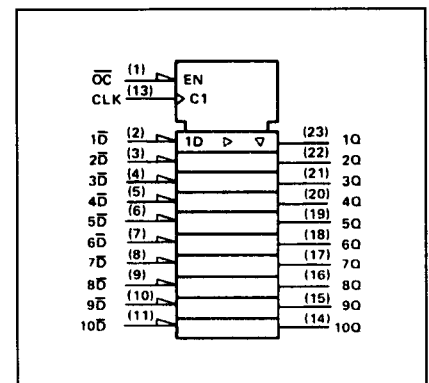 O̅C̅ (1) EN
CLK (13) C1
1D̅ (2) 1D ▷ ▽ (23) 1Q
2D̅ (3) (22) 2Q
3D̅ (4) (21) 3Q
4D̅ (5) (20) 4Q
5D̅ (6) (19) 5Q
6D̅ (7) (18) 6Q
7D̅ (8) (17) 7Q
8D̅ (9) (16) 8Q
9D̅ (10) (15) 9Q
10D̅ (11) (14) 10Q